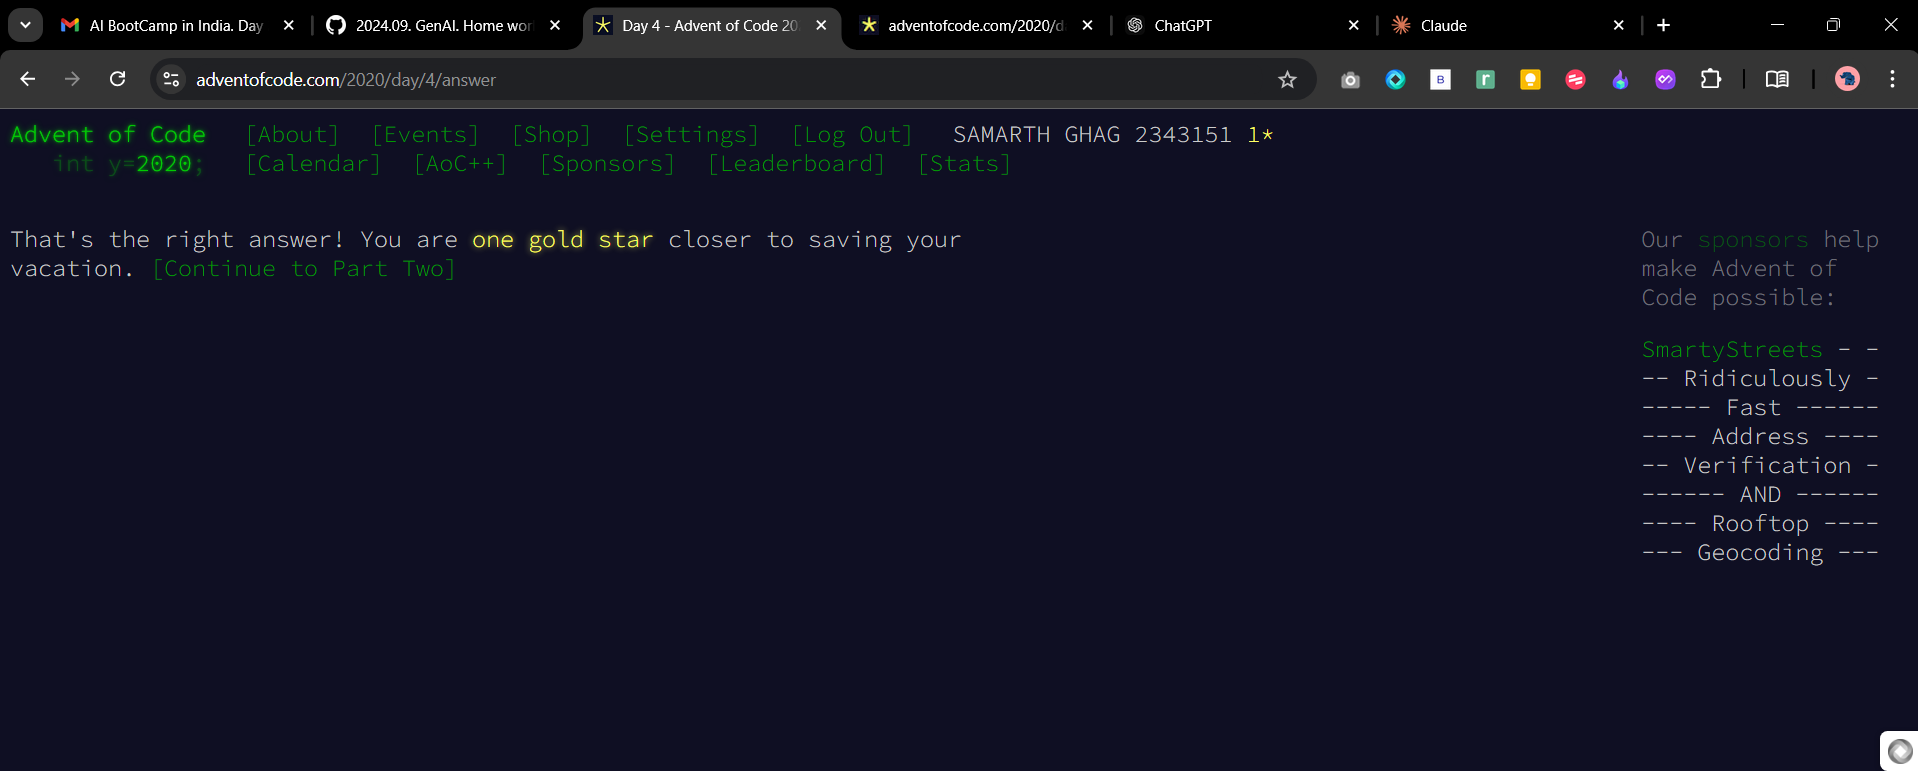 AI BootCamp in India. Day
2024.09. GenAI. Home wor
Day 4 - Advent of Code 20
adventofcode.com/2020/d
ChatGPT
Claude
adventofcode.com/2020/day/4/answer
Advent of Code [About] [Events] [Shop] [Settings] [Log Out] SAMARTH GHAG 2343151 1*
int y=2020; [Calendar] [AoC++] [Sponsors] [Leaderboard] [Stats]
That's the right answer! You are one gold star closer to saving your
vacation. [Continue to Part Two]
Our sponsors help
make Advent of
Code possible:
SmartyStreets - -
-- Ridiculously -
----- Fast ------
---- Address ----
-- Verification -
------ AND ------
---- Rooftop ----
--- Geocoding ---